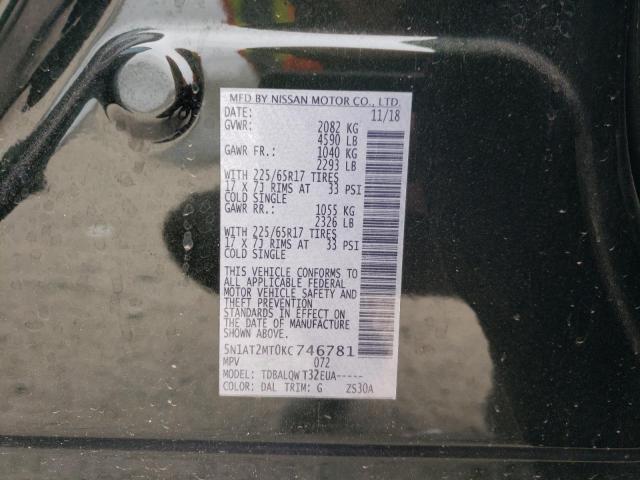 MFD BY NISSAN MOTOR CO., LTD.
DATE: 11/18
GVWR: 2082 KG
4590 LB
GAWR FR.: 1040 KG
2293 LB
WITH 225/65R17 TIRES
17 X 7J RIMS AT 33 PSI
COLD SINGLE
GAWR RR.: 1055 KG
2326 LB
WITH 225/65R17 TIRES
17 X 7J RIMS AT 33 PSI
COLD SINGLE
THIS VEHICLE CONFORMS TO
ALL APPLICABLE FEDERAL
MOTOR VEHICLE SAFETY AND
THEFT PREVENTION
STANDARDS IN EFFECT ON
THE DATE OF MANUFACTURE
SHOWN ABOVE.
5N1AT2MT0KC746781
MPV 072
MODEL: TDBALQW T32EUA-----
COLOR: DAL TRIM: G ZS30A